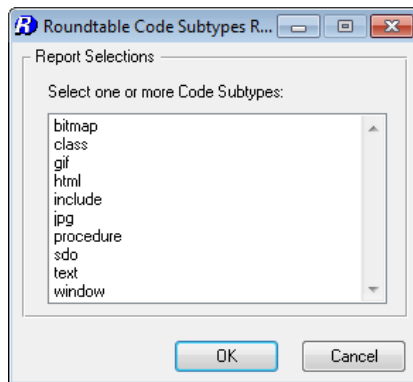 Roundtable Code Subtypes R...
Report Selections
Select one or more Code Subtypes:
bitmap
class
gif
html
include
jpg
procedure
sdo
text
window
OK
Cancel